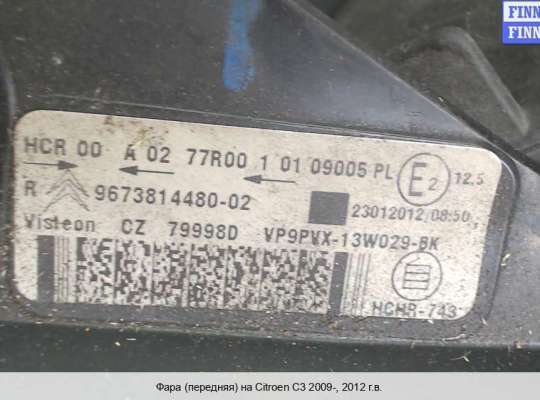 FINN
FINN
HCR 00 A 02 77R00 1 01 09005 PL E2 12.5
R 9673814480-02
23012012/08:50
Visteon CZ 79998D VP9PVX-13W029-BK
HCHR-743
Фара (передняя) на Citroen C3 2009-, 2012 г.в.